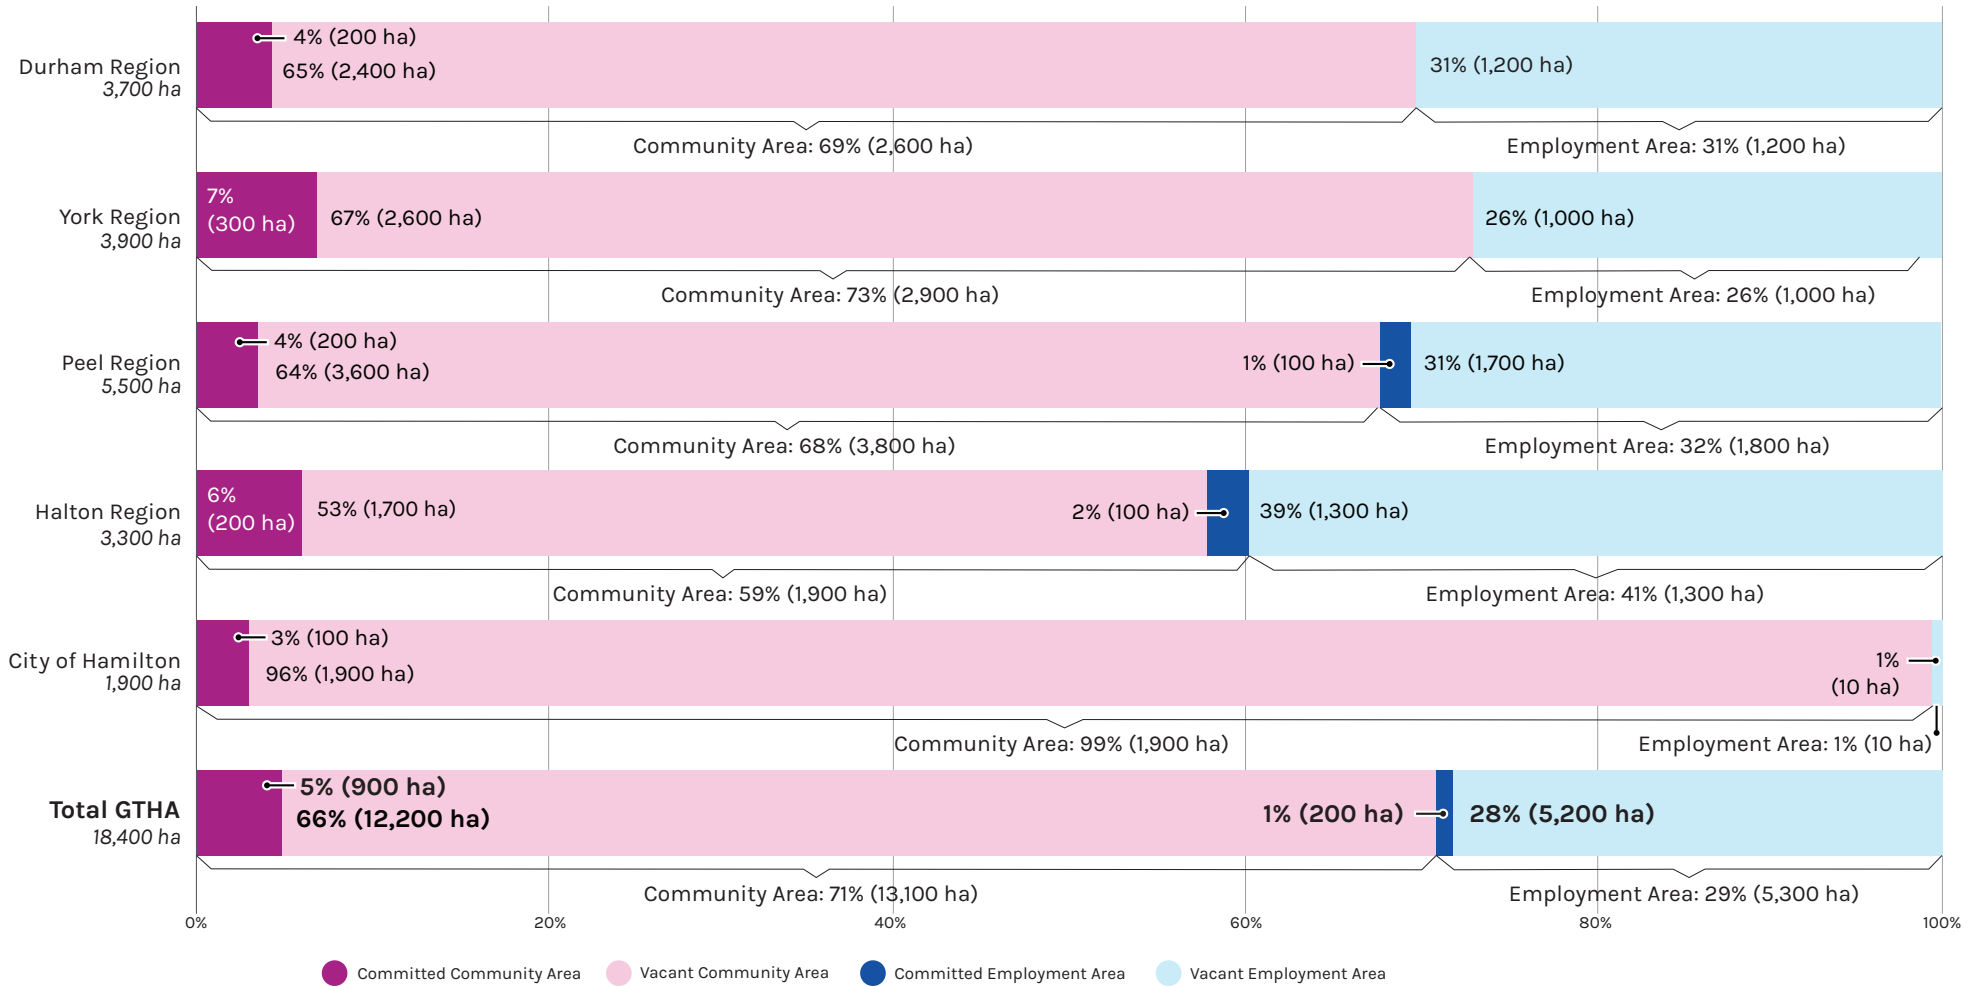 4% (200 ha)
Durham Region
3,700 ha
65% (2,400 ha)
31% (1,200 ha)
Community Area: 69% (2,600 ha)
Employment Area: 31% (1,200 ha)
York Region
3,900 ha
7%
(300 ha)
67% (2,600 ha)
26% (1,000 ha)
Community Area: 73% (2,900 ha)
Employment Area: 26% (1,000 ha)
Peel Region
5,500 ha
4% (200 ha)
64% (3,600 ha)
1% (100 ha)
31% (1,700 ha)
Community Area: 68% (3,800 ha)
Employment Area: 32% (1,800 ha)
Halton Region
3,300 ha
6%
(200 ha)
53% (1,700 ha)
2% (100 ha)
39% (1,300 ha)
Community Area: 59% (1,900 ha)
Employment Area: 41% (1,300 ha)
City of Hamilton
1,900 ha
3% (100 ha)
96% (1,900 ha)
1%
(10 ha)
Community Area: 99% (1,900 ha)
Employment Area: 1% (10 ha)
Total GTHA
18,400 ha
5% (900 ha)
66% (12,200 ha)
1% (200 ha)
28% (5,200 ha)
Community Area: 71% (13,100 ha)
Employment Area: 29% (5,300 ha)
0%
20%
40%
60%
80%
100%
Committed Community Area
Vacant Community Area
Committed Employment Area
Vacant Employment Area